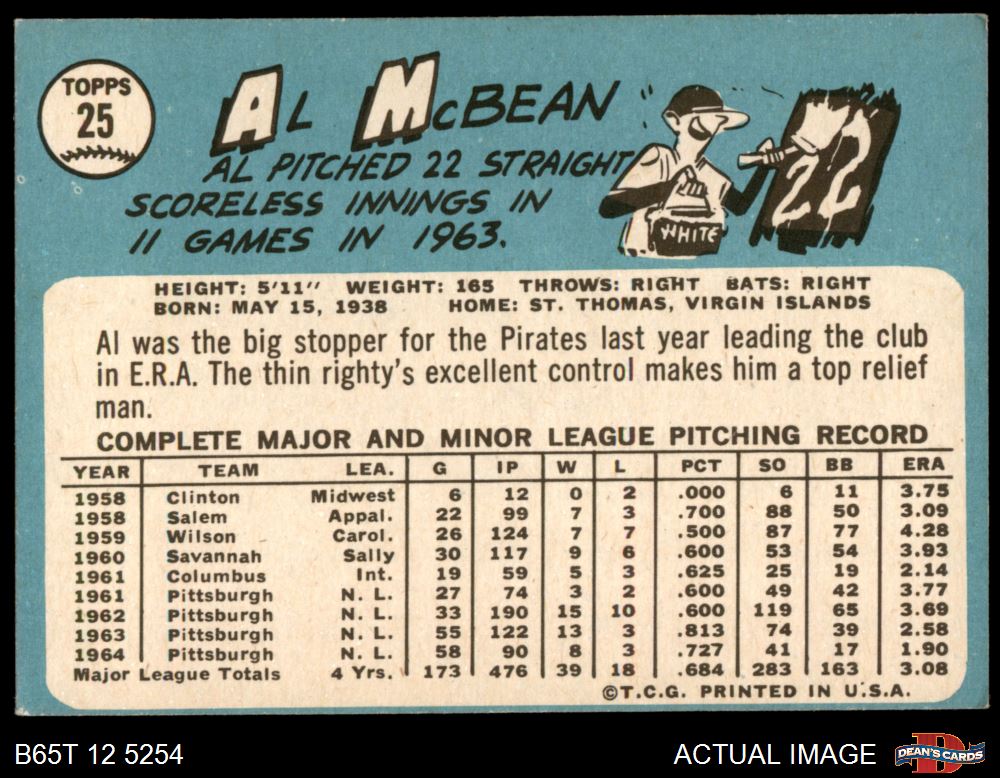 TOPPS
25
AL McBEAN
AL PITCHED 22 STRAIGHT
SCORELESS INNINGS IN
11 GAMES IN 1963.
22
WHITE
HEIGHT: 5'11" WEIGHT: 165 THROWS: RIGHT BATS: RIGHT
BORN: MAY 15, 1938 HOME: ST. THOMAS, VIRGIN ISLANDS
Al was the big stopper for the Pirates last year leading the club
in E.R.A. The thin righty's excellent control makes him a top relief
man.
COMPLETE MAJOR AND MINOR LEAGUE PITCHING RECORD
YEAR TEAM LEA. G IP W L PCT SO BB ERA
1958 Clinton Midwest 6 12 0 2 .000 6 11 3.75
1958 Salem Appal. 22 99 7 3 .700 88 50 3.09
1959 Wilson Carol. 26 124 7 7 .500 87 77 4.28
1960 Savannah Sally 30 117 9 6 .600 53 54 3.93
1961 Columbus Int. 19 59 5 3 .625 25 19 2.14
1961 Pittsburgh N. L. 27 74 3 2 .600 49 42 3.77
1962 Pittsburgh N. L. 33 190 15 10 .600 119 65 3.69
1963 Pittsburgh N. L. 55 122 13 3 .813 74 39 2.58
1964 Pittsburgh N. L. 58 90 8 3 .727 41 17 1.90
Major League Totals 4 Yrs. 173 476 39 18 .684 283 163 3.08
©T.C.G. PRINTED IN U.S.A.
B65T 12 5254
ACTUAL IMAGE
DEAN'S CARDS